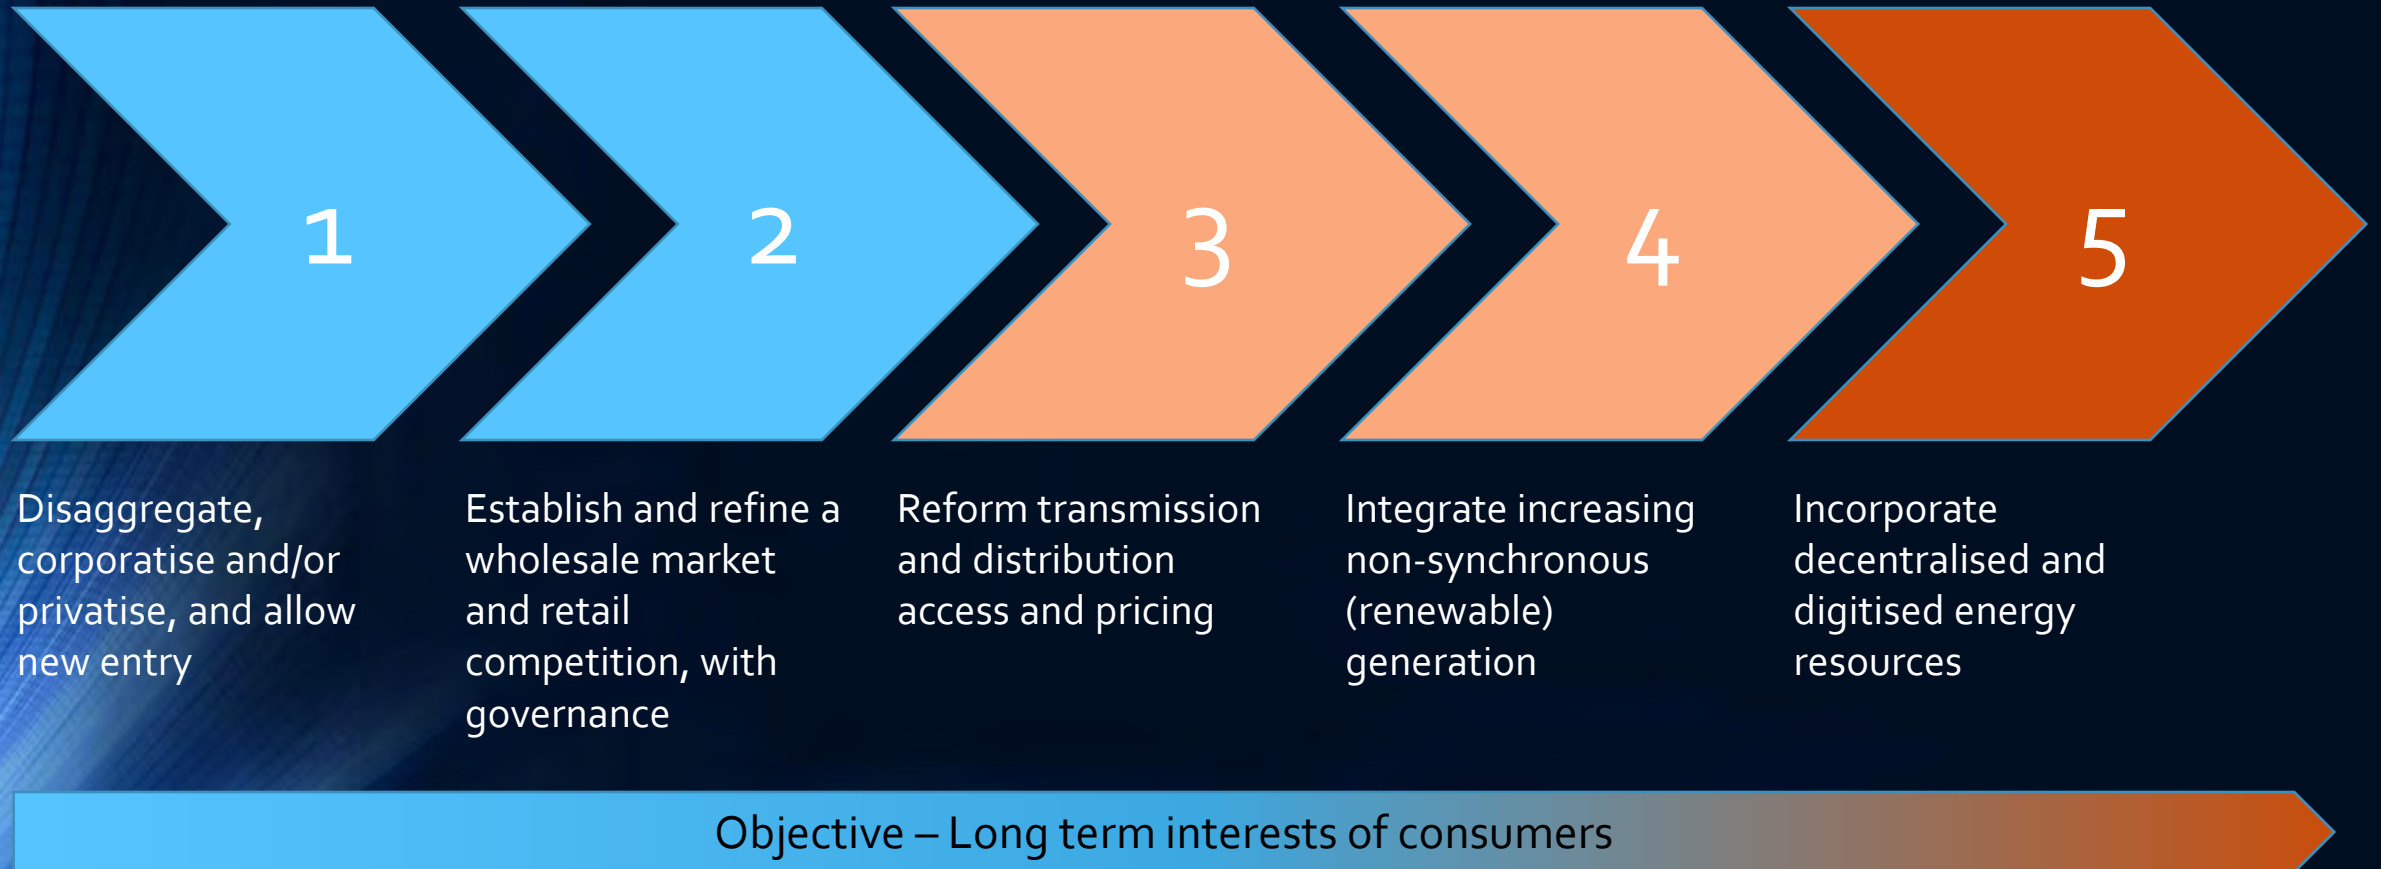 1
2
3
4
5
Disaggregate,
corporatise and/or
privatise, and allow
new entry
Establish and refine a
wholesale market
and retail
competition, with
governance
Reform transmission
and distribution
access and pricing
Integrate increasing
non-synchronous
(renewable)
generation
Incorporate
decentralised and
digitised energy
resources
Objective – Long term interests of consumers